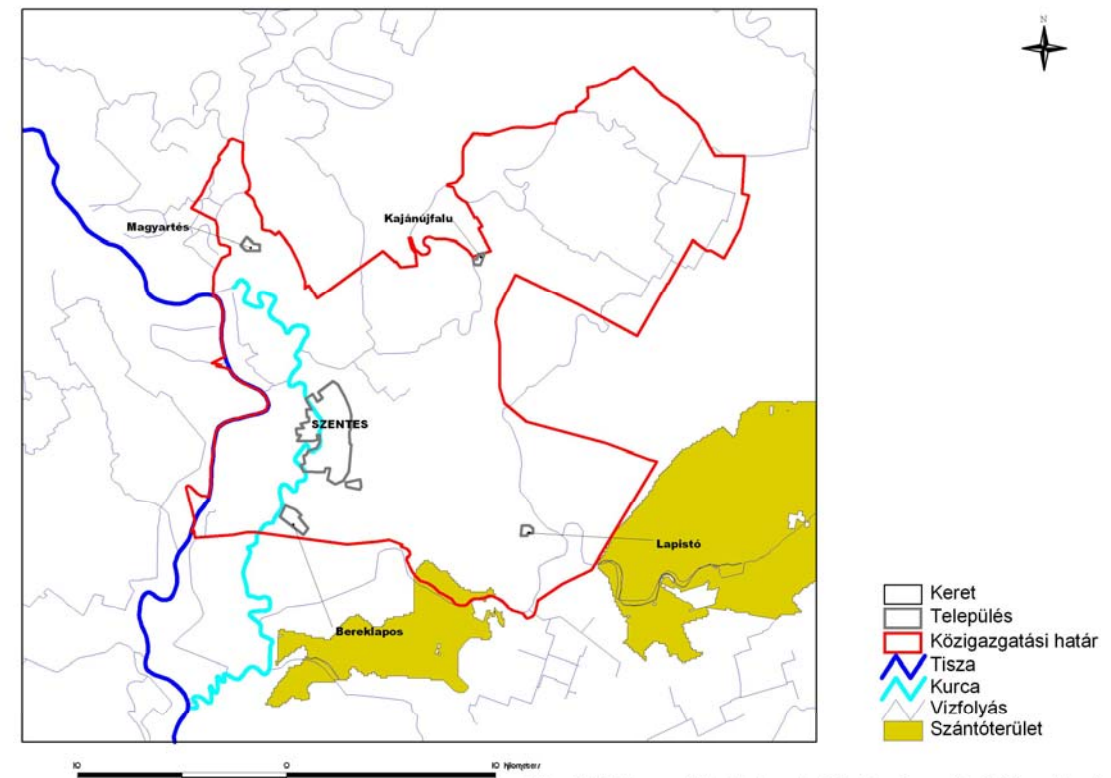 N
Magyartés
Kajánújfalu
SZENTES
Lapistó
Bereklapos
Keret
Település
Közigazgatási határ
Tisza
Kurca
Vízfolyás
Szántóterület
10 0 10